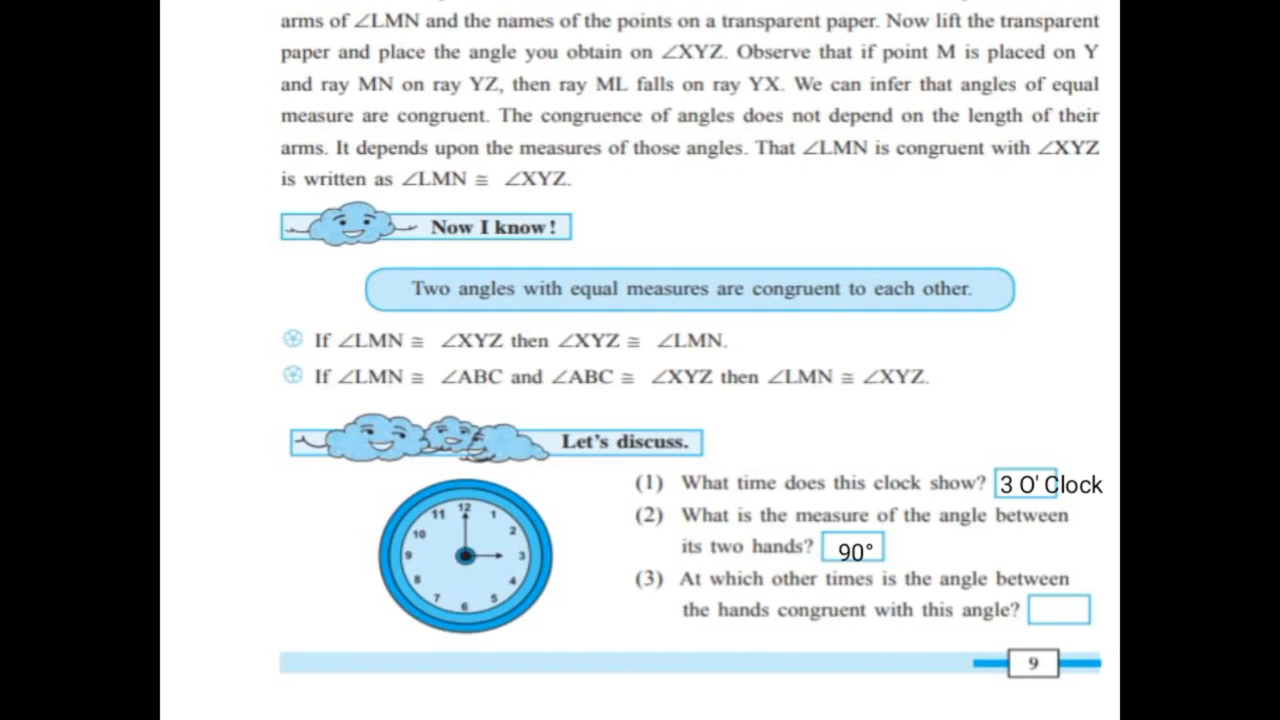 arms of ∠LMN and the names of the points on a transparent paper. Now lift the transparent
paper and place the angle you obtain on ∠XYZ. Observe that if point M is placed on Y
and ray MN on ray YZ, then ray ML falls on ray YX. We can infer that angles of equal
measure are congruent. The congruence of angles does not depend on the length of their
arms. It depends upon the measures of those angles. That ∠LMN is congruent with ∠XYZ
is written as ∠LMN ≅ ∠XYZ.
Now I know!
Two angles with equal measures are congruent to each other.
If ∠LMN ≅ ∠XYZ then ∠XYZ ≅ ∠LMN.
If ∠LMN ≅ ∠ABC and ∠ABC ≅ ∠XYZ then ∠LMN ≅ ∠XYZ.
Let's discuss.
12
11 1
10 2
9 3
8 4
7 5
6
(1) What time does this clock show? 3 O' Clock
(2) What is the measure of the angle between
its two hands? 90°
(3) At which other times is the angle between
the hands congruent with this angle?
9